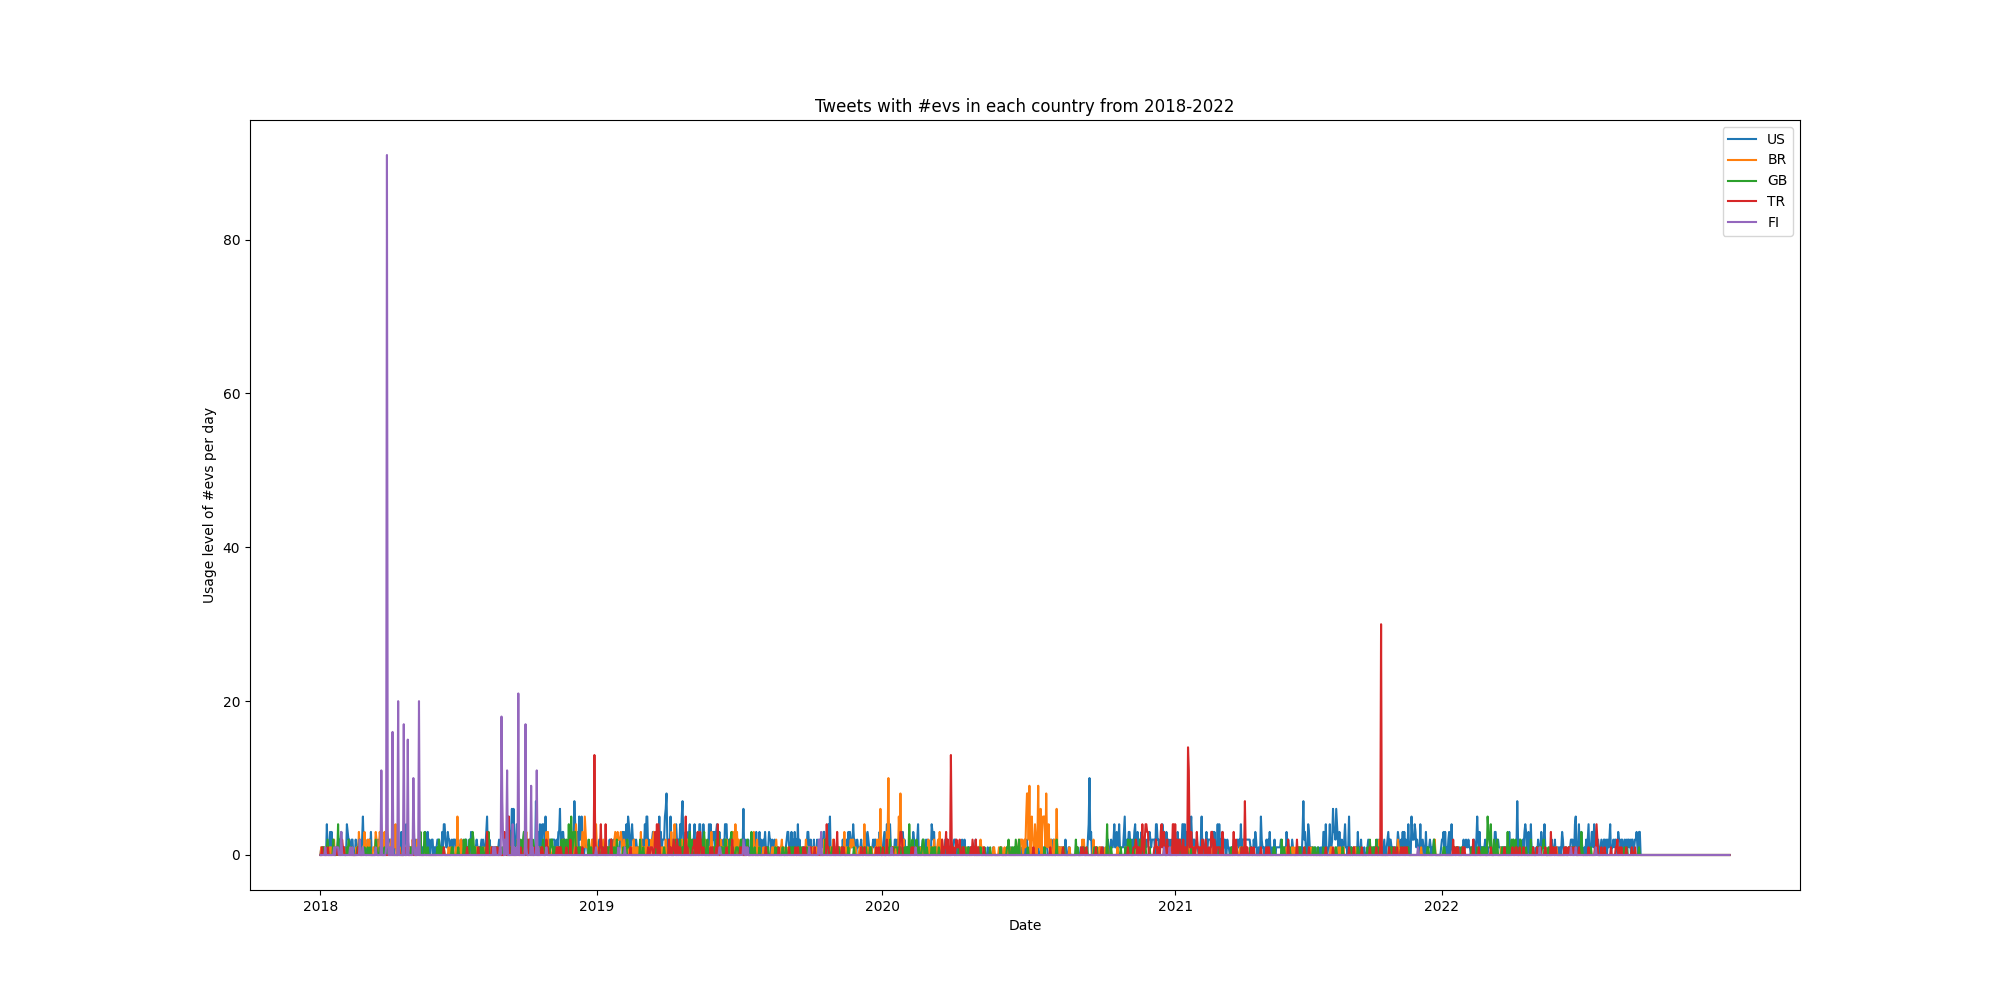 Tweets with #evs in each country from 2018-2022
US
BR
GB
TR
FI
80
60
40
20
0
Usage level of #evs per day
2018 2019 2020 2021 2022
Date